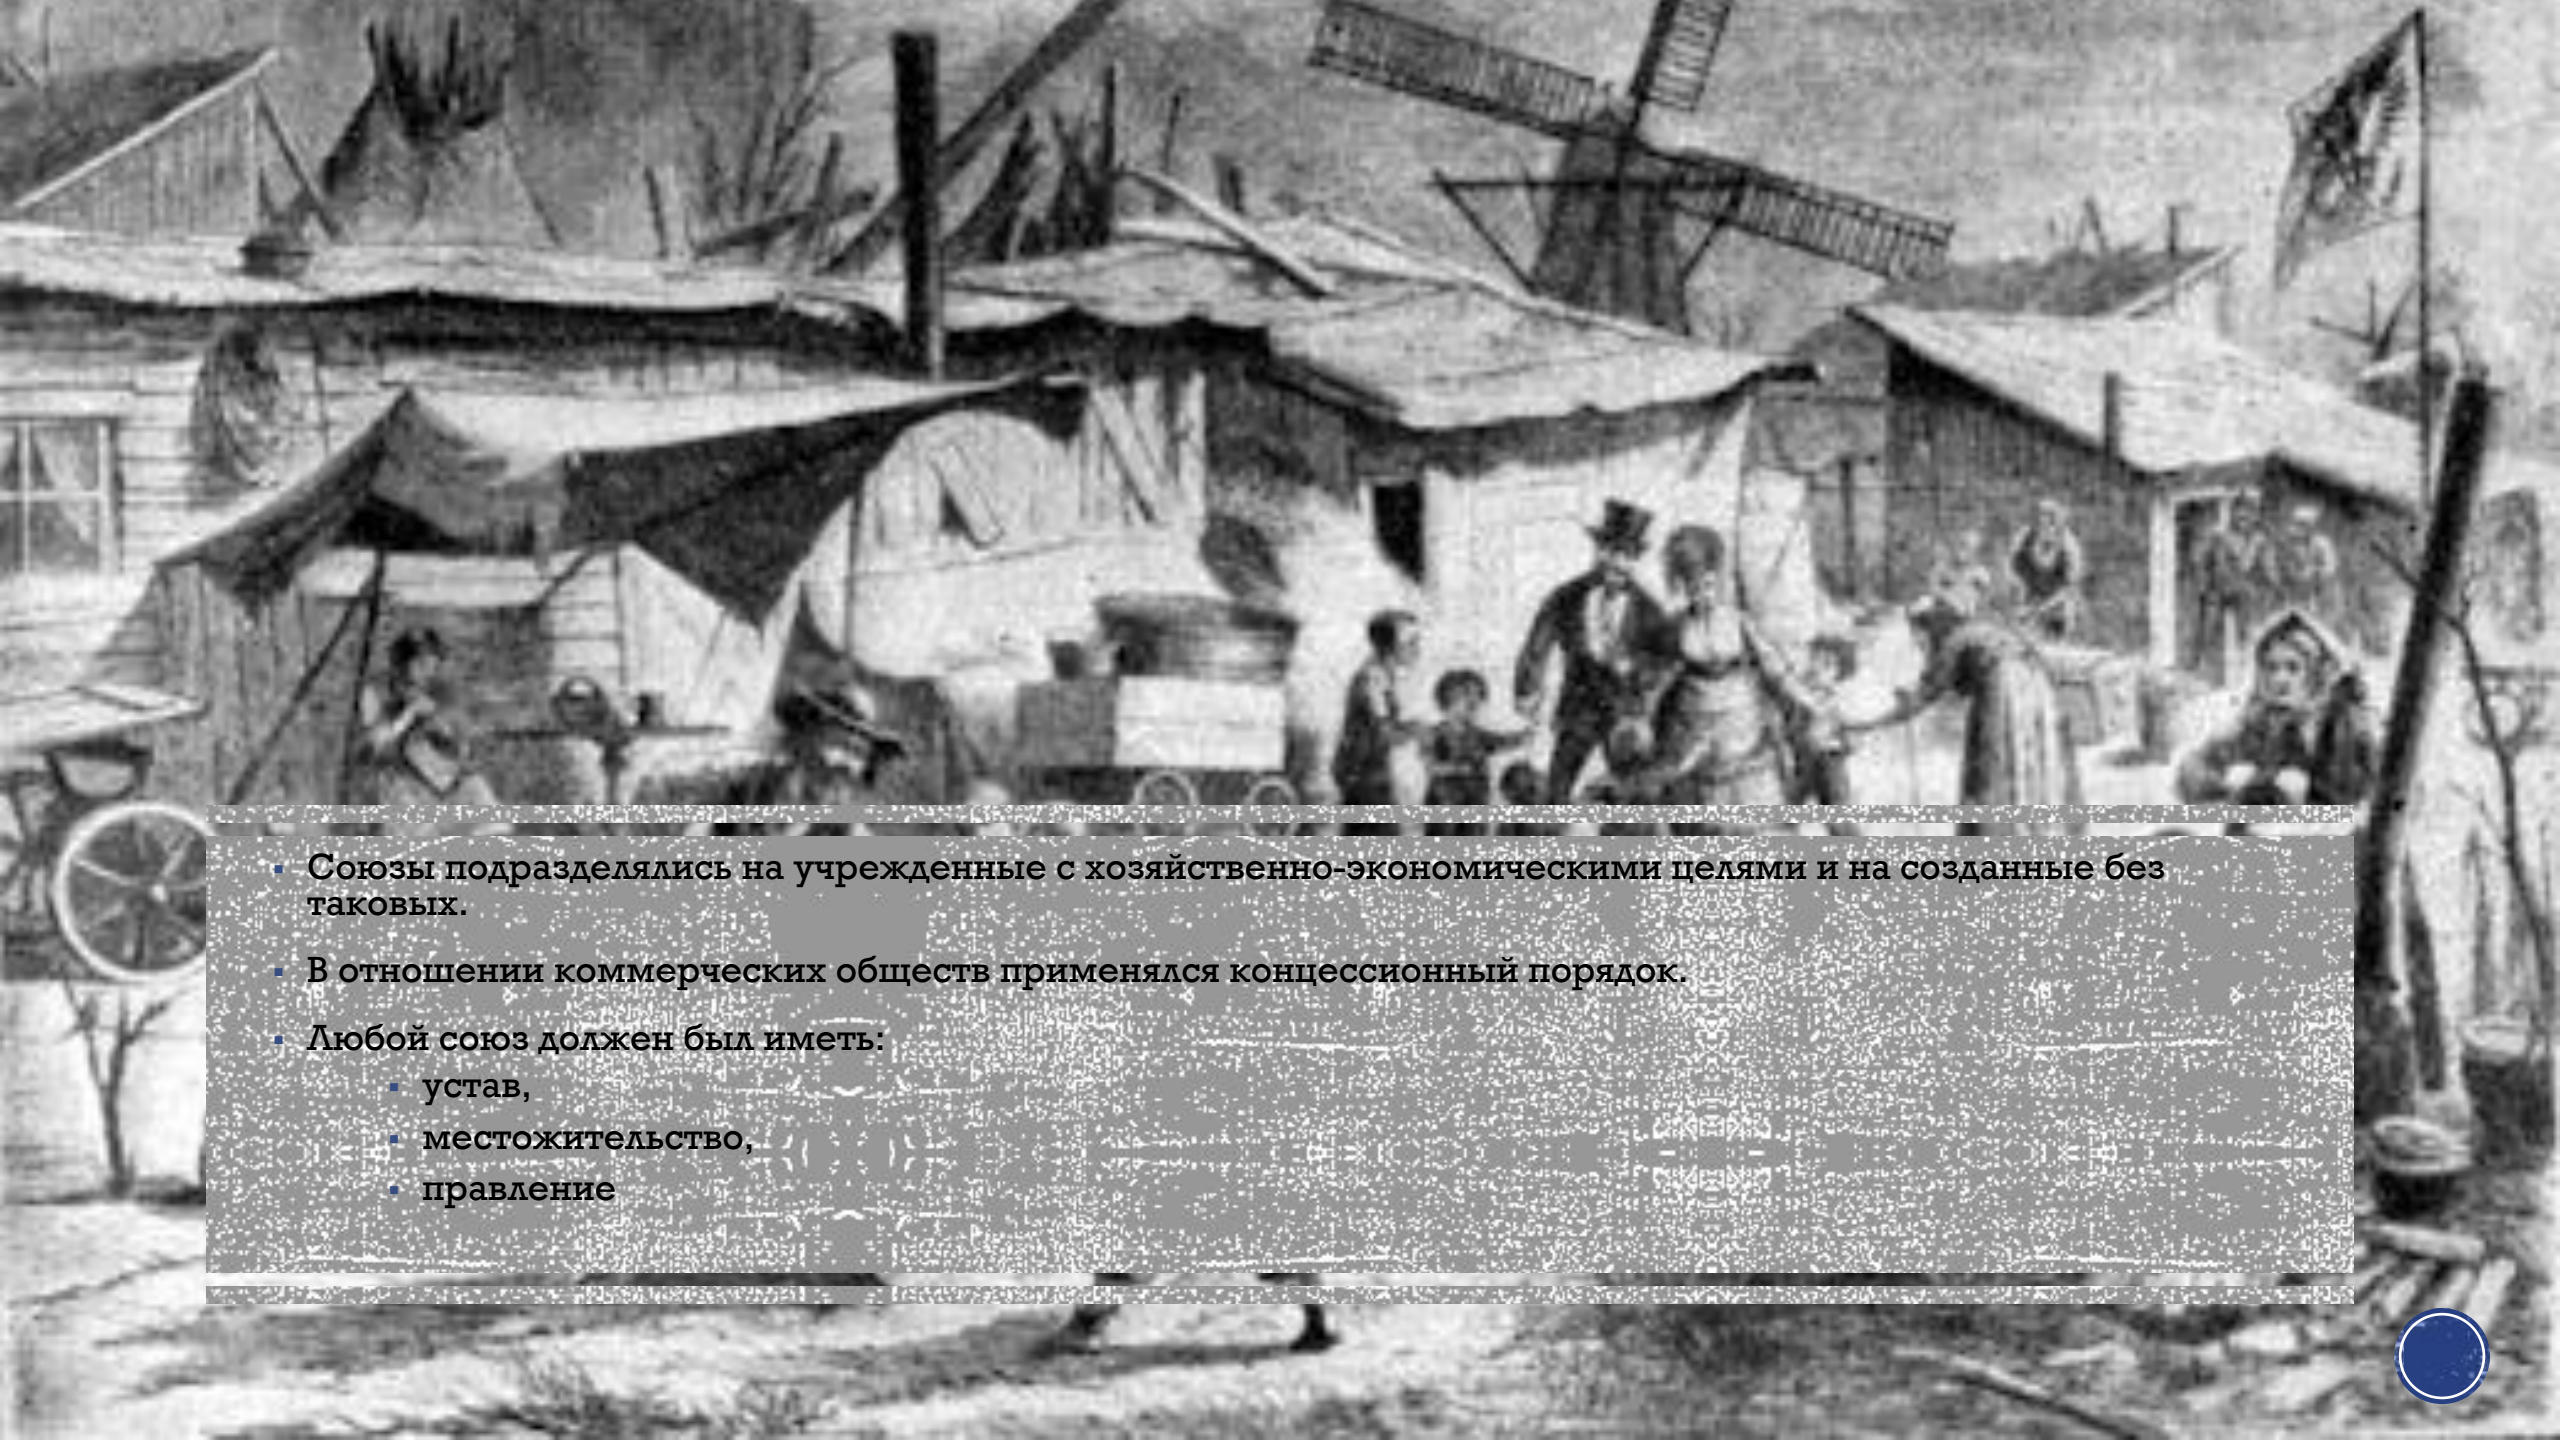 Союзы подразделялись на учрежденные с хозяйственно-экономическими целями и на созданные без
таковых.
В отношении коммерческих обществ применялся концессионный порядок.
Любой союз должен был иметь:
устав,
местожительство,
правление